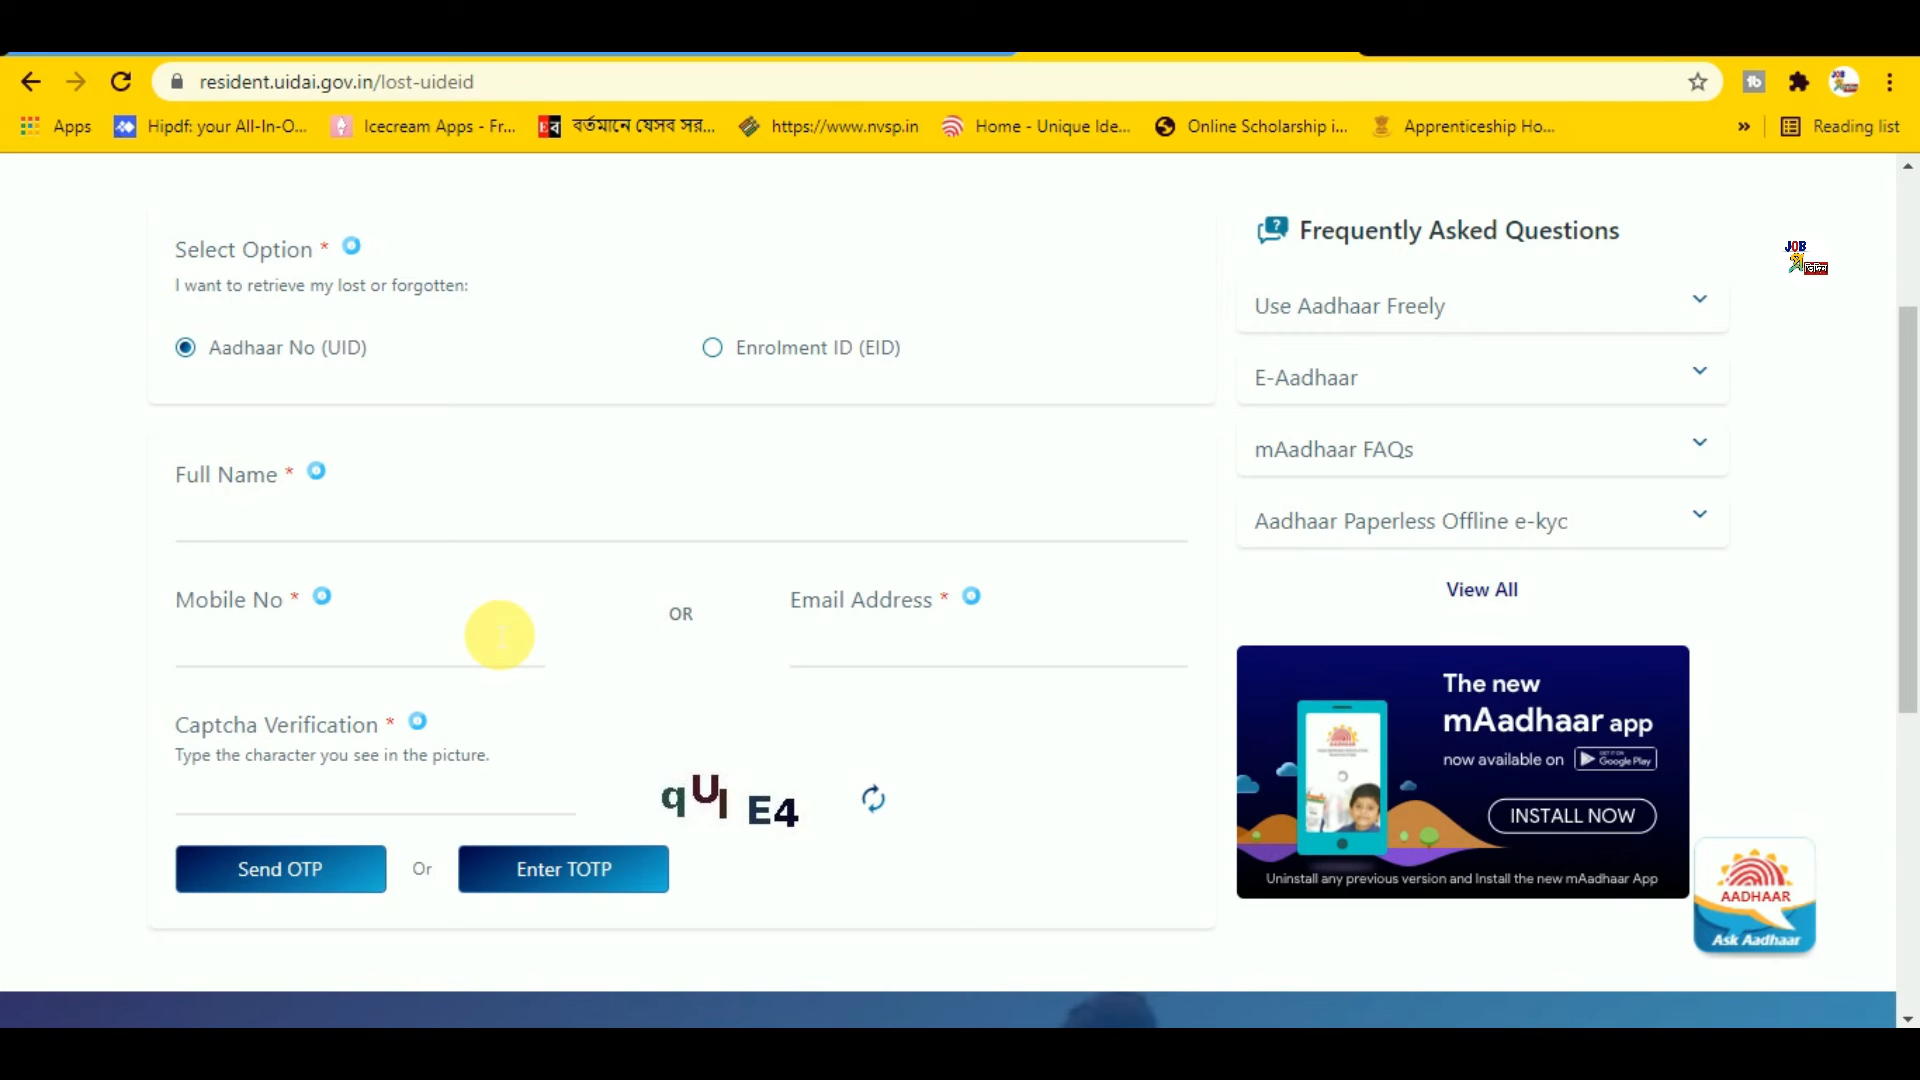 resident.uidai.gov.in/lost-uideid
Apps
Hipdf: your All-In-O...
Icecream Apps - Fr...
বর্তমানে যেসব সর...
https://www.nvsp.in
Home - Unique Ide...
Online Scholarship i...
Apprenticeship Ho...
»
Reading list
Select Option *
I want to retrieve my lost or forgotten:
Aadhaar No (UID)
Enrolment ID (EID)
Full Name *
Mobile No *
OR
Email Address *
Captcha Verification *
Type the character you see in the picture.
qUI E4
Send OTP
Or
Enter TOTP
Frequently Asked Questions
JOB
Use Aadhaar Freely
E-Aadhaar
mAadhaar FAQs
Aadhaar Paperless Offline e-kyc
View All
The new
mAadhaar app
now available on
GET IT ON
Google Play
INSTALL NOW
Uninstall any previous version and Install the new mAadhaar App
AADHAAR
Ask Aadhaar